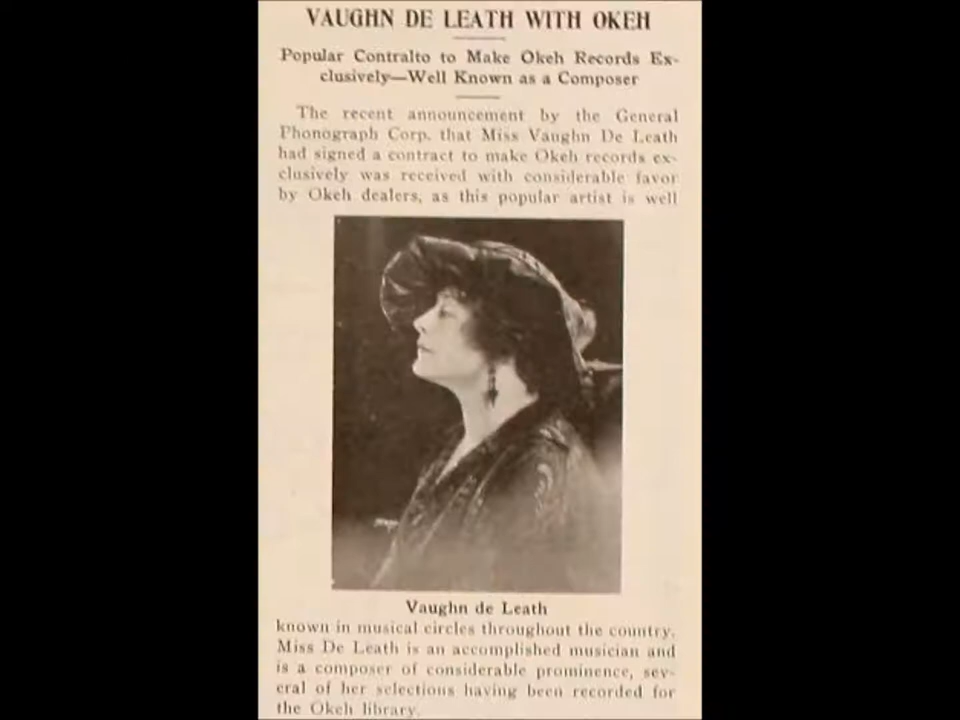 VAUGHN DE LEATH WITH OKEH
Popular Contralto to Make Okeh Records Ex-
clusively—Well Known as a Composer
The recent announcement by the General
Phonograph Corp. that Miss Vaughn De Leath
had signed a contract to make Okeh records ex-
clusively was received with considerable favor
by Okeh dealers, as this popular artist is well
Vaughn de Leath
known in musical circles throughout the country.
Miss De Leath is an accomplished musician and
is a composer of considerable prominence, sev-
eral of her selections having been recorded for
the Okeh library.